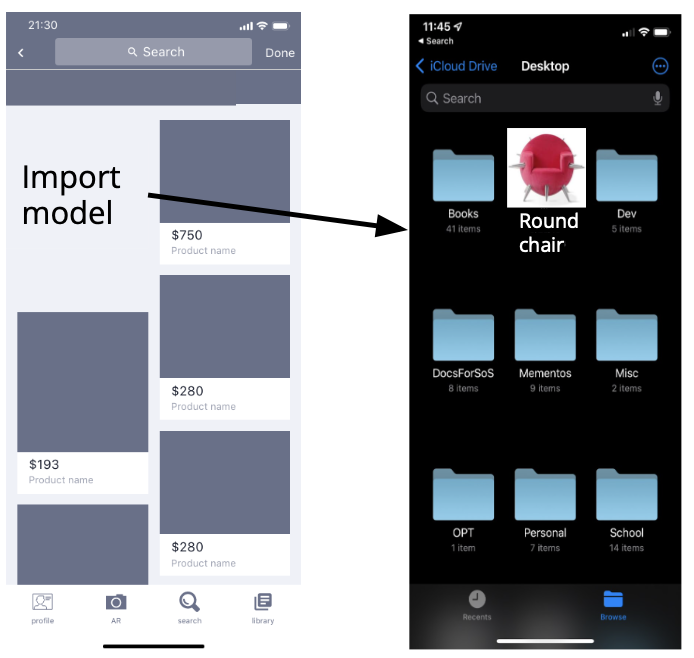 21:30
Search
Done
Import
model
$750
Product name
$280
Product name
$193
Product name
$280
Product name
profile
AR
search
library
11:45
Search
iCloud Drive
Desktop
Search
Books
41 items
Round
chair
Dev
5 items
DocsForSoS
8 items
Mementos
9 items
Misc
2 items
OPT
1 item
Personal
7 items
School
14 items
Recents
Browse